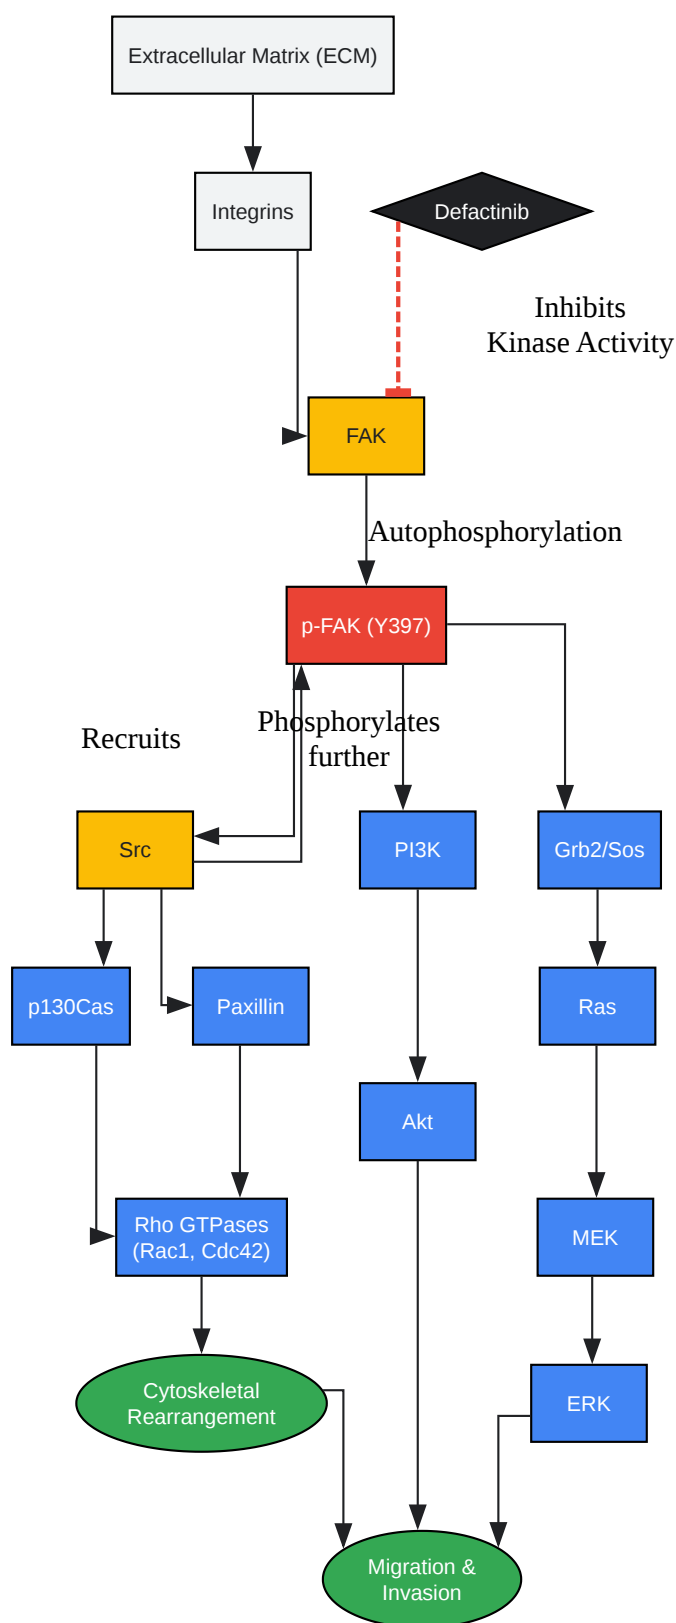 Extracellular Matrix (ECM)
Integrins
Defactinib
Inhibits
Kinase Activity
FAK
Autophosphorylation
p-FAK (Y397)
Recruits
Phosphorylates
further
Src
PI3K
Grb2/Sos
p130Cas
Paxillin
Ras
Akt
Rho GTPases
(Rac1, Cdc42)
MEK
Cytoskeletal
Rearrangement
ERK
Migration &
Invasion